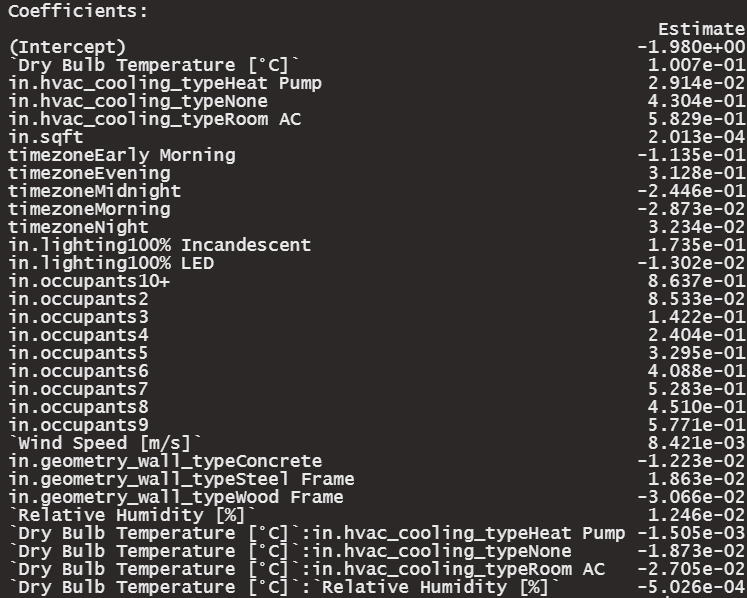 Coefficients:
Estimate
(Intercept) -1.980e+00
`Dry Bulb Temperature [°C]` 1.007e-01
in.hvac_cooling_typeHeat Pump 2.914e-02
in.hvac_cooling_typeNone 4.304e-01
in.hvac_cooling_typeRoom AC 5.829e-01
in.sqft 2.013e-04
timezoneEarly Morning -1.135e-01
timezoneEvening 3.128e-01
timezoneMidnight -2.446e-01
timezoneMorning -2.873e-02
timezoneNight 3.234e-02
in.lighting100% Incandescent 1.735e-01
in.lighting100% LED -1.302e-02
in.occupants10+ 8.637e-01
in.occupants2 8.533e-02
in.occupants3 1.422e-01
in.occupants4 2.404e-01
in.occupants5 3.295e-01
in.occupants6 4.088e-01
in.occupants7 5.283e-01
in.occupants8 4.510e-01
in.occupants9 5.771e-01
`Wind Speed [m/s]` 8.421e-03
in.geometry_wall_typeConcrete -1.223e-02
in.geometry_wall_typeSteel Frame 1.863e-02
in.geometry_wall_typeWood Frame -3.066e-02
`Relative Humidity [%]` 1.246e-02
`Dry Bulb Temperature [°C]`:in.hvac_cooling_typeHeat Pump -1.505e-03
`Dry Bulb Temperature [°C]`:in.hvac_cooling_typeNone -1.873e-02
`Dry Bulb Temperature [°C]`:in.hvac_cooling_typeRoom AC -2.705e-02
`Dry Bulb Temperature [°C]`:`Relative Humidity [%]` -5.026e-04